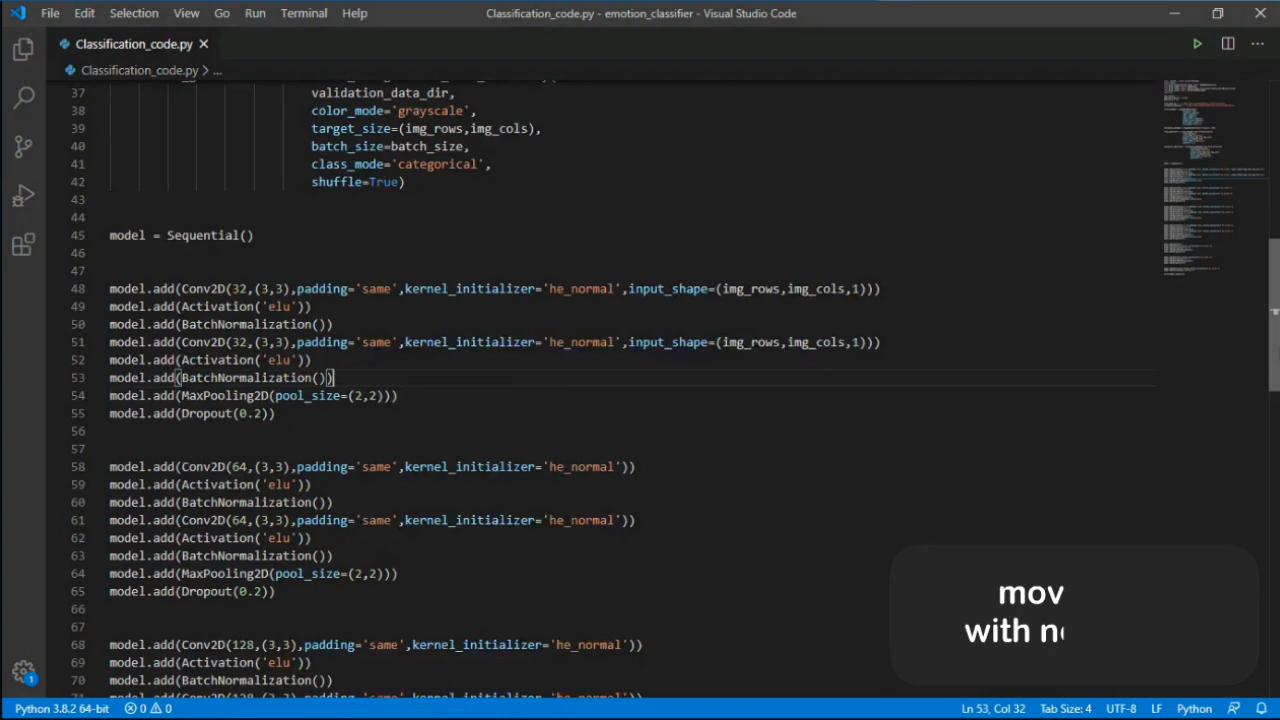 File Edit Selection View Go Run Terminal Help Classification_code.py - emotion_classifier - Visual Studio Code
Classification_code.py
Classification_code.py > ...
37 validation_data_dir,
38 color_mode='grayscale',
39 target_size=(img_rows,img_cols),
40 batch_size=batch_size,
41 class_mode='categorical',
42 shuffle=True)
43
44
45 model = Sequential()
46
47
48 model.add(Conv2D(32,(3,3),padding='same',kernel_initializer='he_normal',input_shape=(img_rows,img_cols,1)))
49 model.add(Activation('elu'))
50 model.add(BatchNormalization())
51 model.add(Conv2D(32,(3,3),padding='same',kernel_initializer='he_normal',input_shape=(img_rows,img_cols,1)))
52 model.add(Activation('elu'))
53 model.add(BatchNormalization())
54 model.add(MaxPooling2D(pool_size=(2,2)))
55 model.add(Dropout(0.2))
56
57
58 model.add(Conv2D(64,(3,3),padding='same',kernel_initializer='he_normal'))
59 model.add(Activation('elu'))
60 model.add(BatchNormalization())
61 model.add(Conv2D(64,(3,3),padding='same',kernel_initializer='he_normal'))
62 model.add(Activation('elu'))
63 model.add(BatchNormalization())
64 model.add(MaxPooling2D(pool_size=(2,2)))
65 model.add(Dropout(0.2))
66
67
68 model.add(Conv2D(128,(3,3),padding='same',kernel_initializer='he_normal'))
69 model.add(Activation('elu'))
70 model.add(BatchNormalization())
mov
with
1
Python 3.8.2 64-bit 0 0 Ln 53, Col 32 Tab Size: 4 UTF-8 LF Python